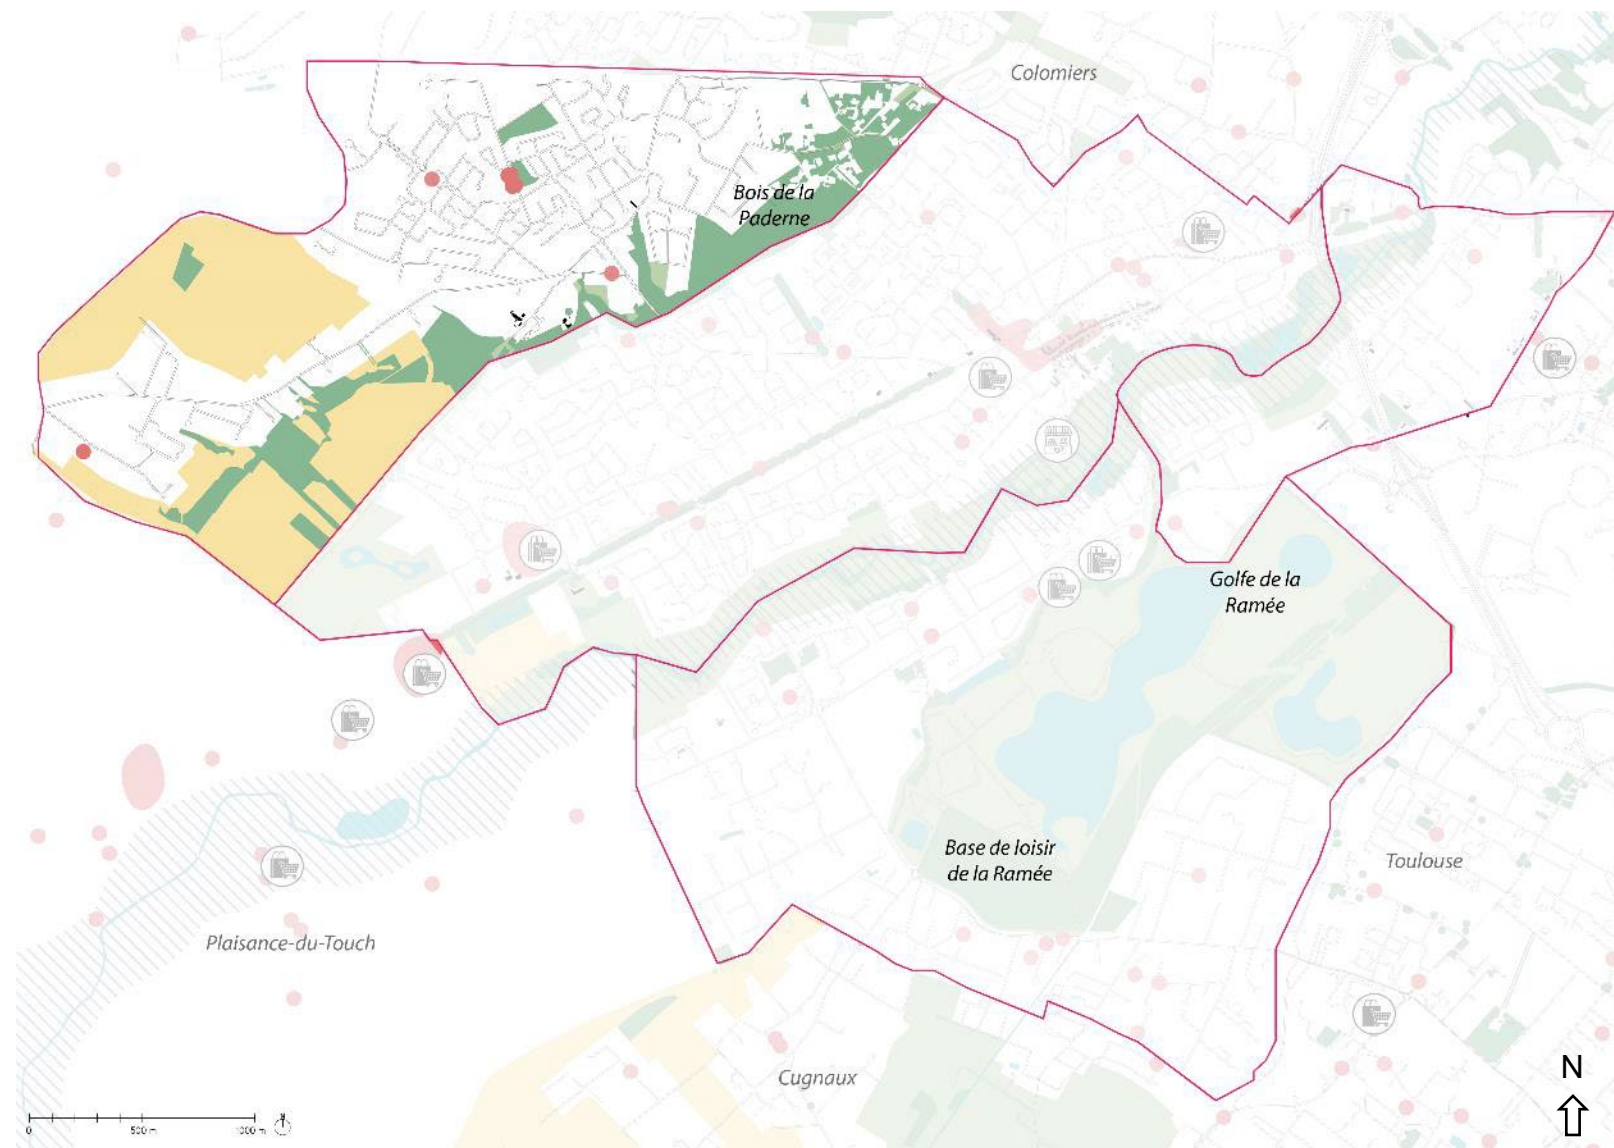 Colomiers
Bois de la
Paderne
Golfe de la
Ramée
Base de loisir
de la Ramée
Toulouse
Plaisance-du-Touch
Cugnaux
N
0
500 m
1000 m
N